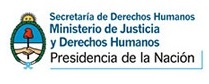 Secretaría de Derechos Humanos
Ministerio de Justicia
y Derechos Humanos
Presidencia de la Nación